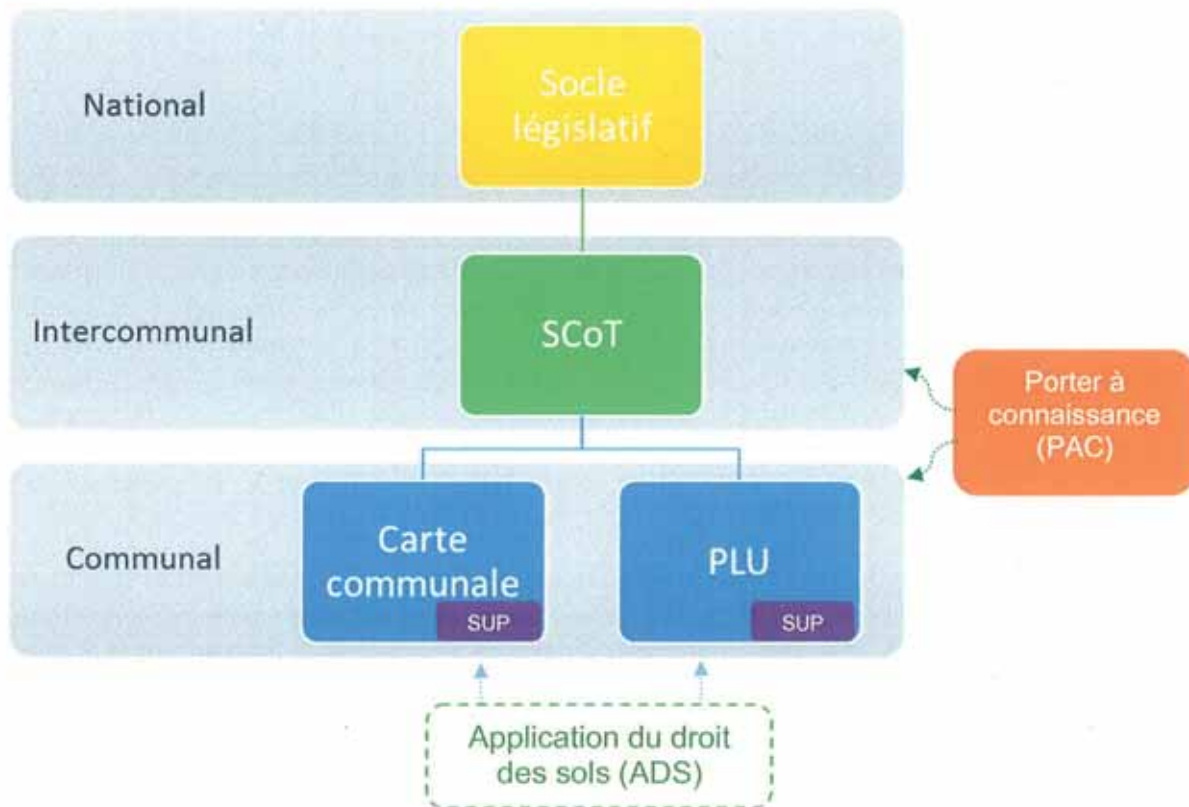 National
Socle
législatif
Intercommunal
SCoT
Porter à
connaissance
(PAC)
Communal
Carte
communale
SUP
PLU
SUP
Application du droit
des sols (ADS)